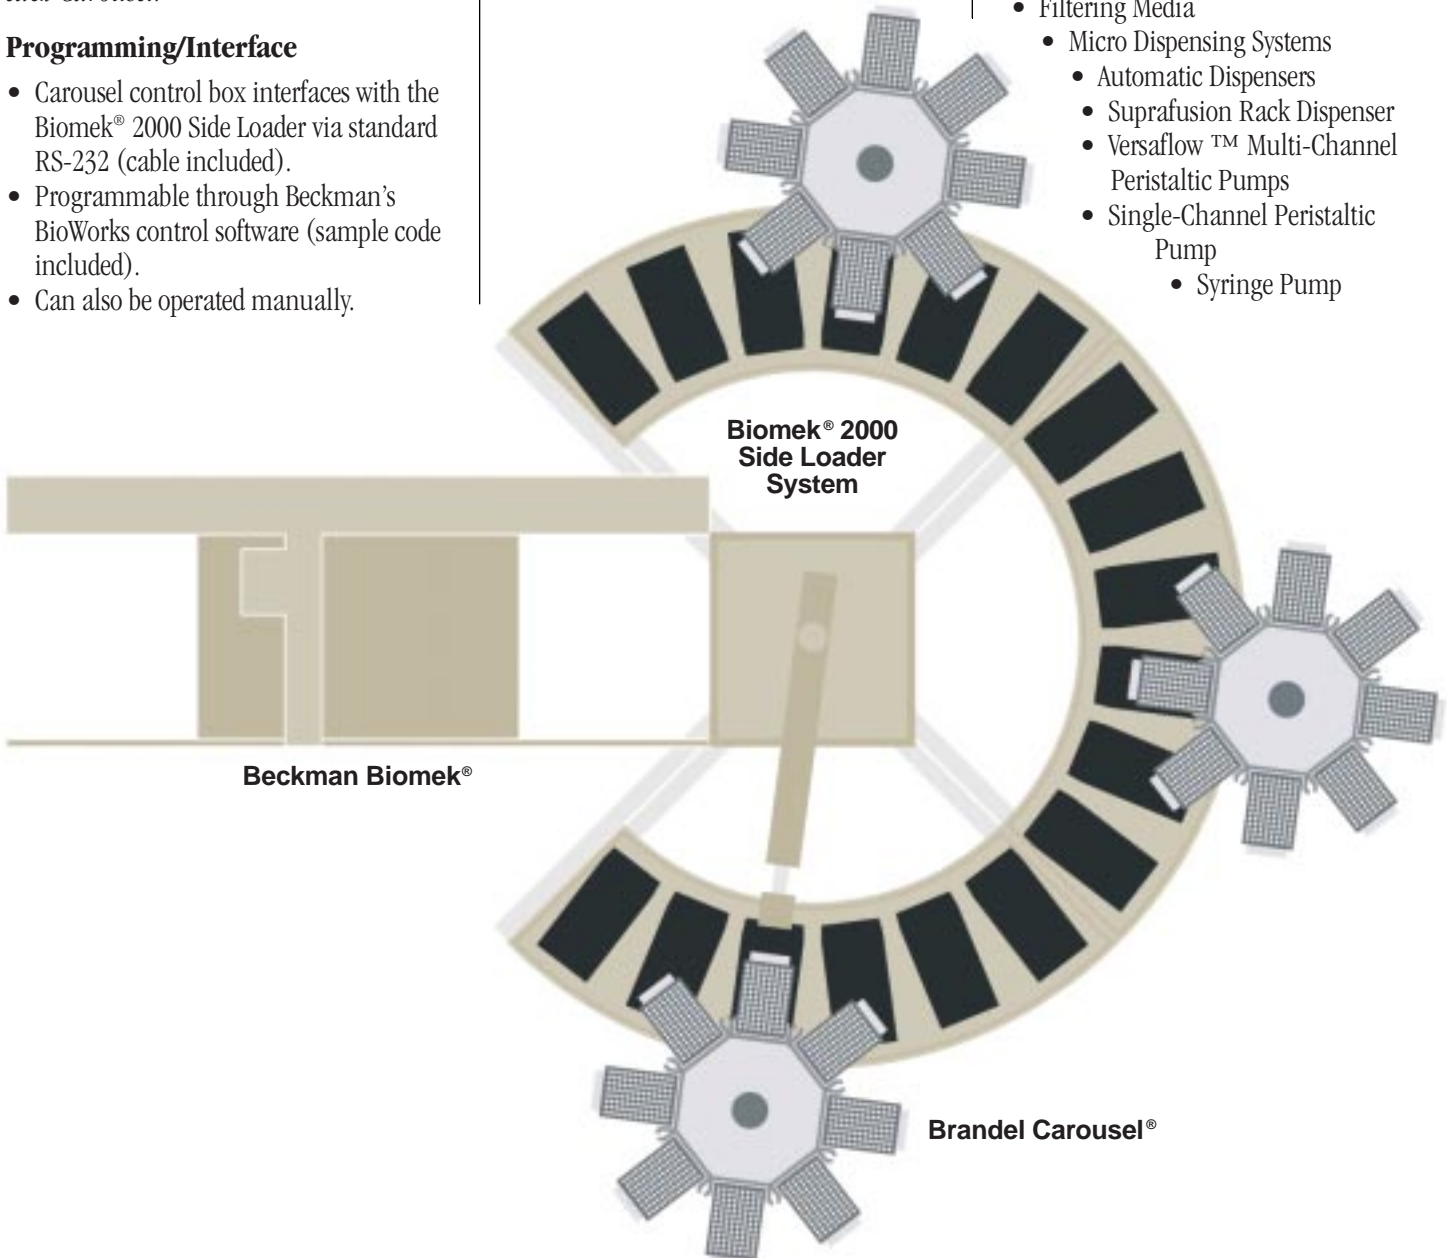 Programming/Interface
• Carousel control box interfaces with the
Biomek® 2000 Side Loader via standard
RS-232 (cable included).
• Programmable through Beckman's
BioWorks control software (sample code
included).
• Can also be operated manually.
• Filtering Media
• Micro Dispensing Systems
• Automatic Dispensers
• Suprafusion Rack Dispenser
• Versaflow ™ Multi-Channel
Peristaltic Pumps
• Single-Channel Peristaltic
Pump
• Syringe Pump
Biomek® 2000
Side Loader
System
Beckman Biomek®
Brandel Carousel®